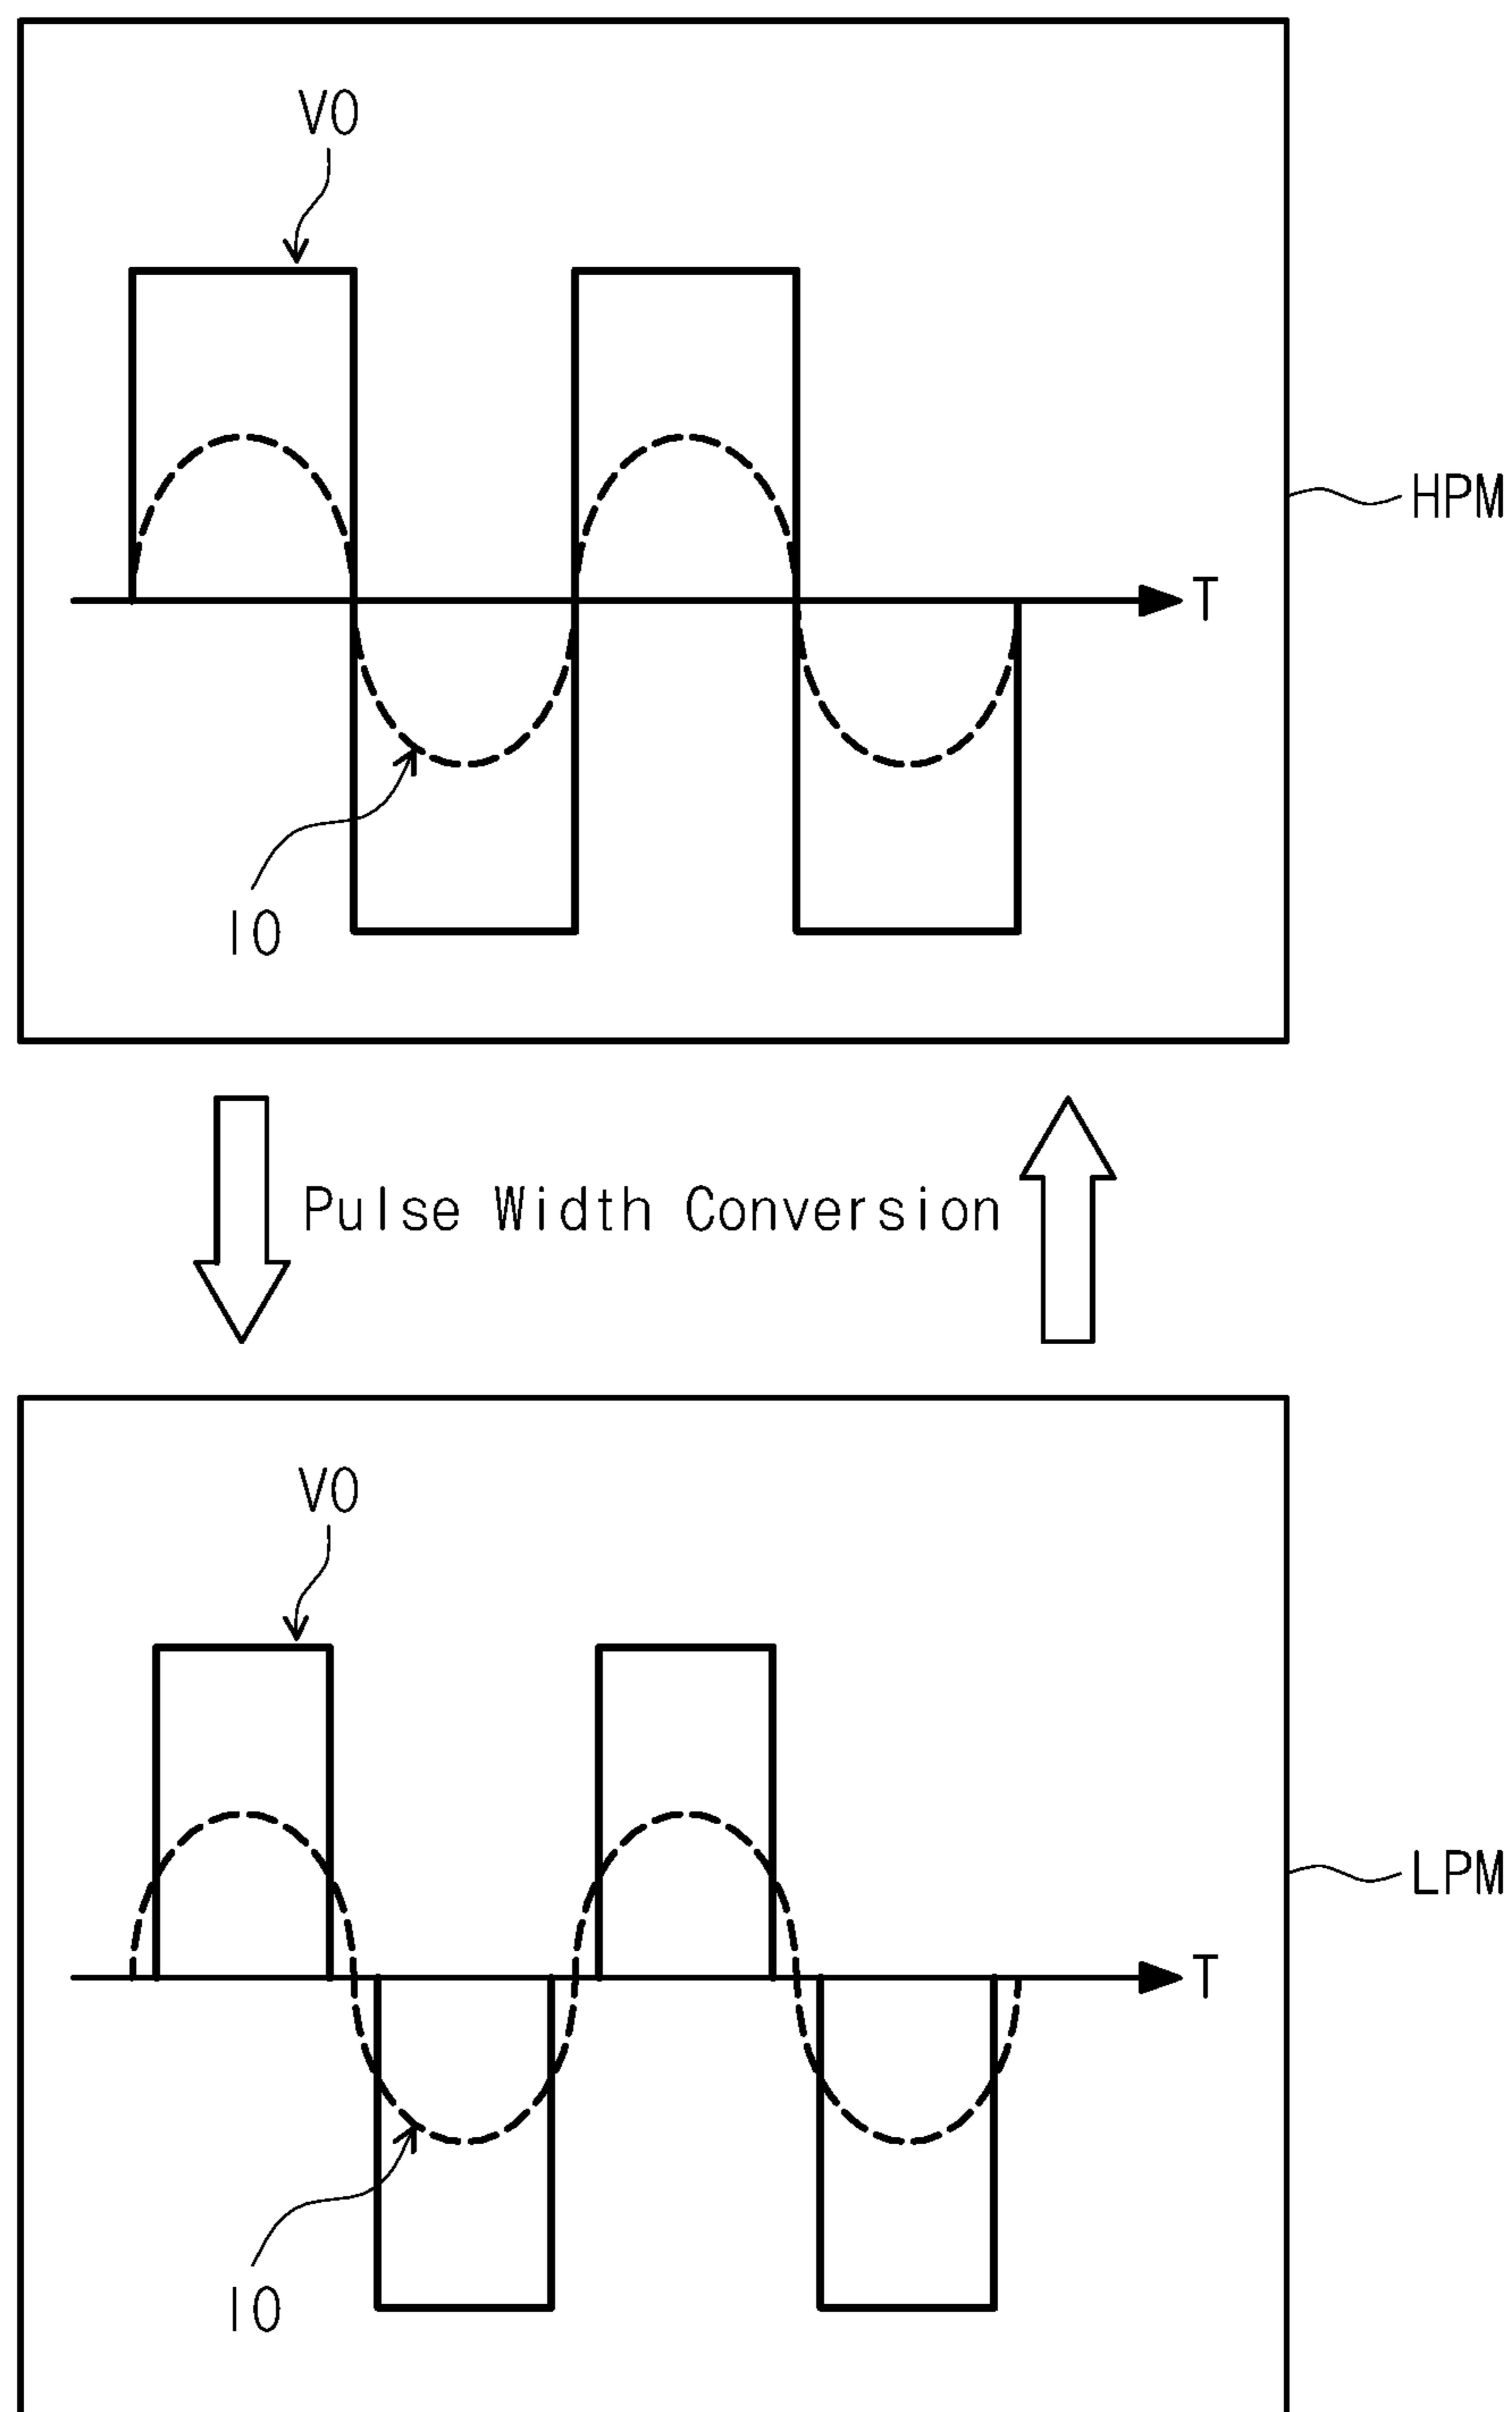 VO
HPM
T
IO
Pulse Width Conversion
VO
LPM
T
IO